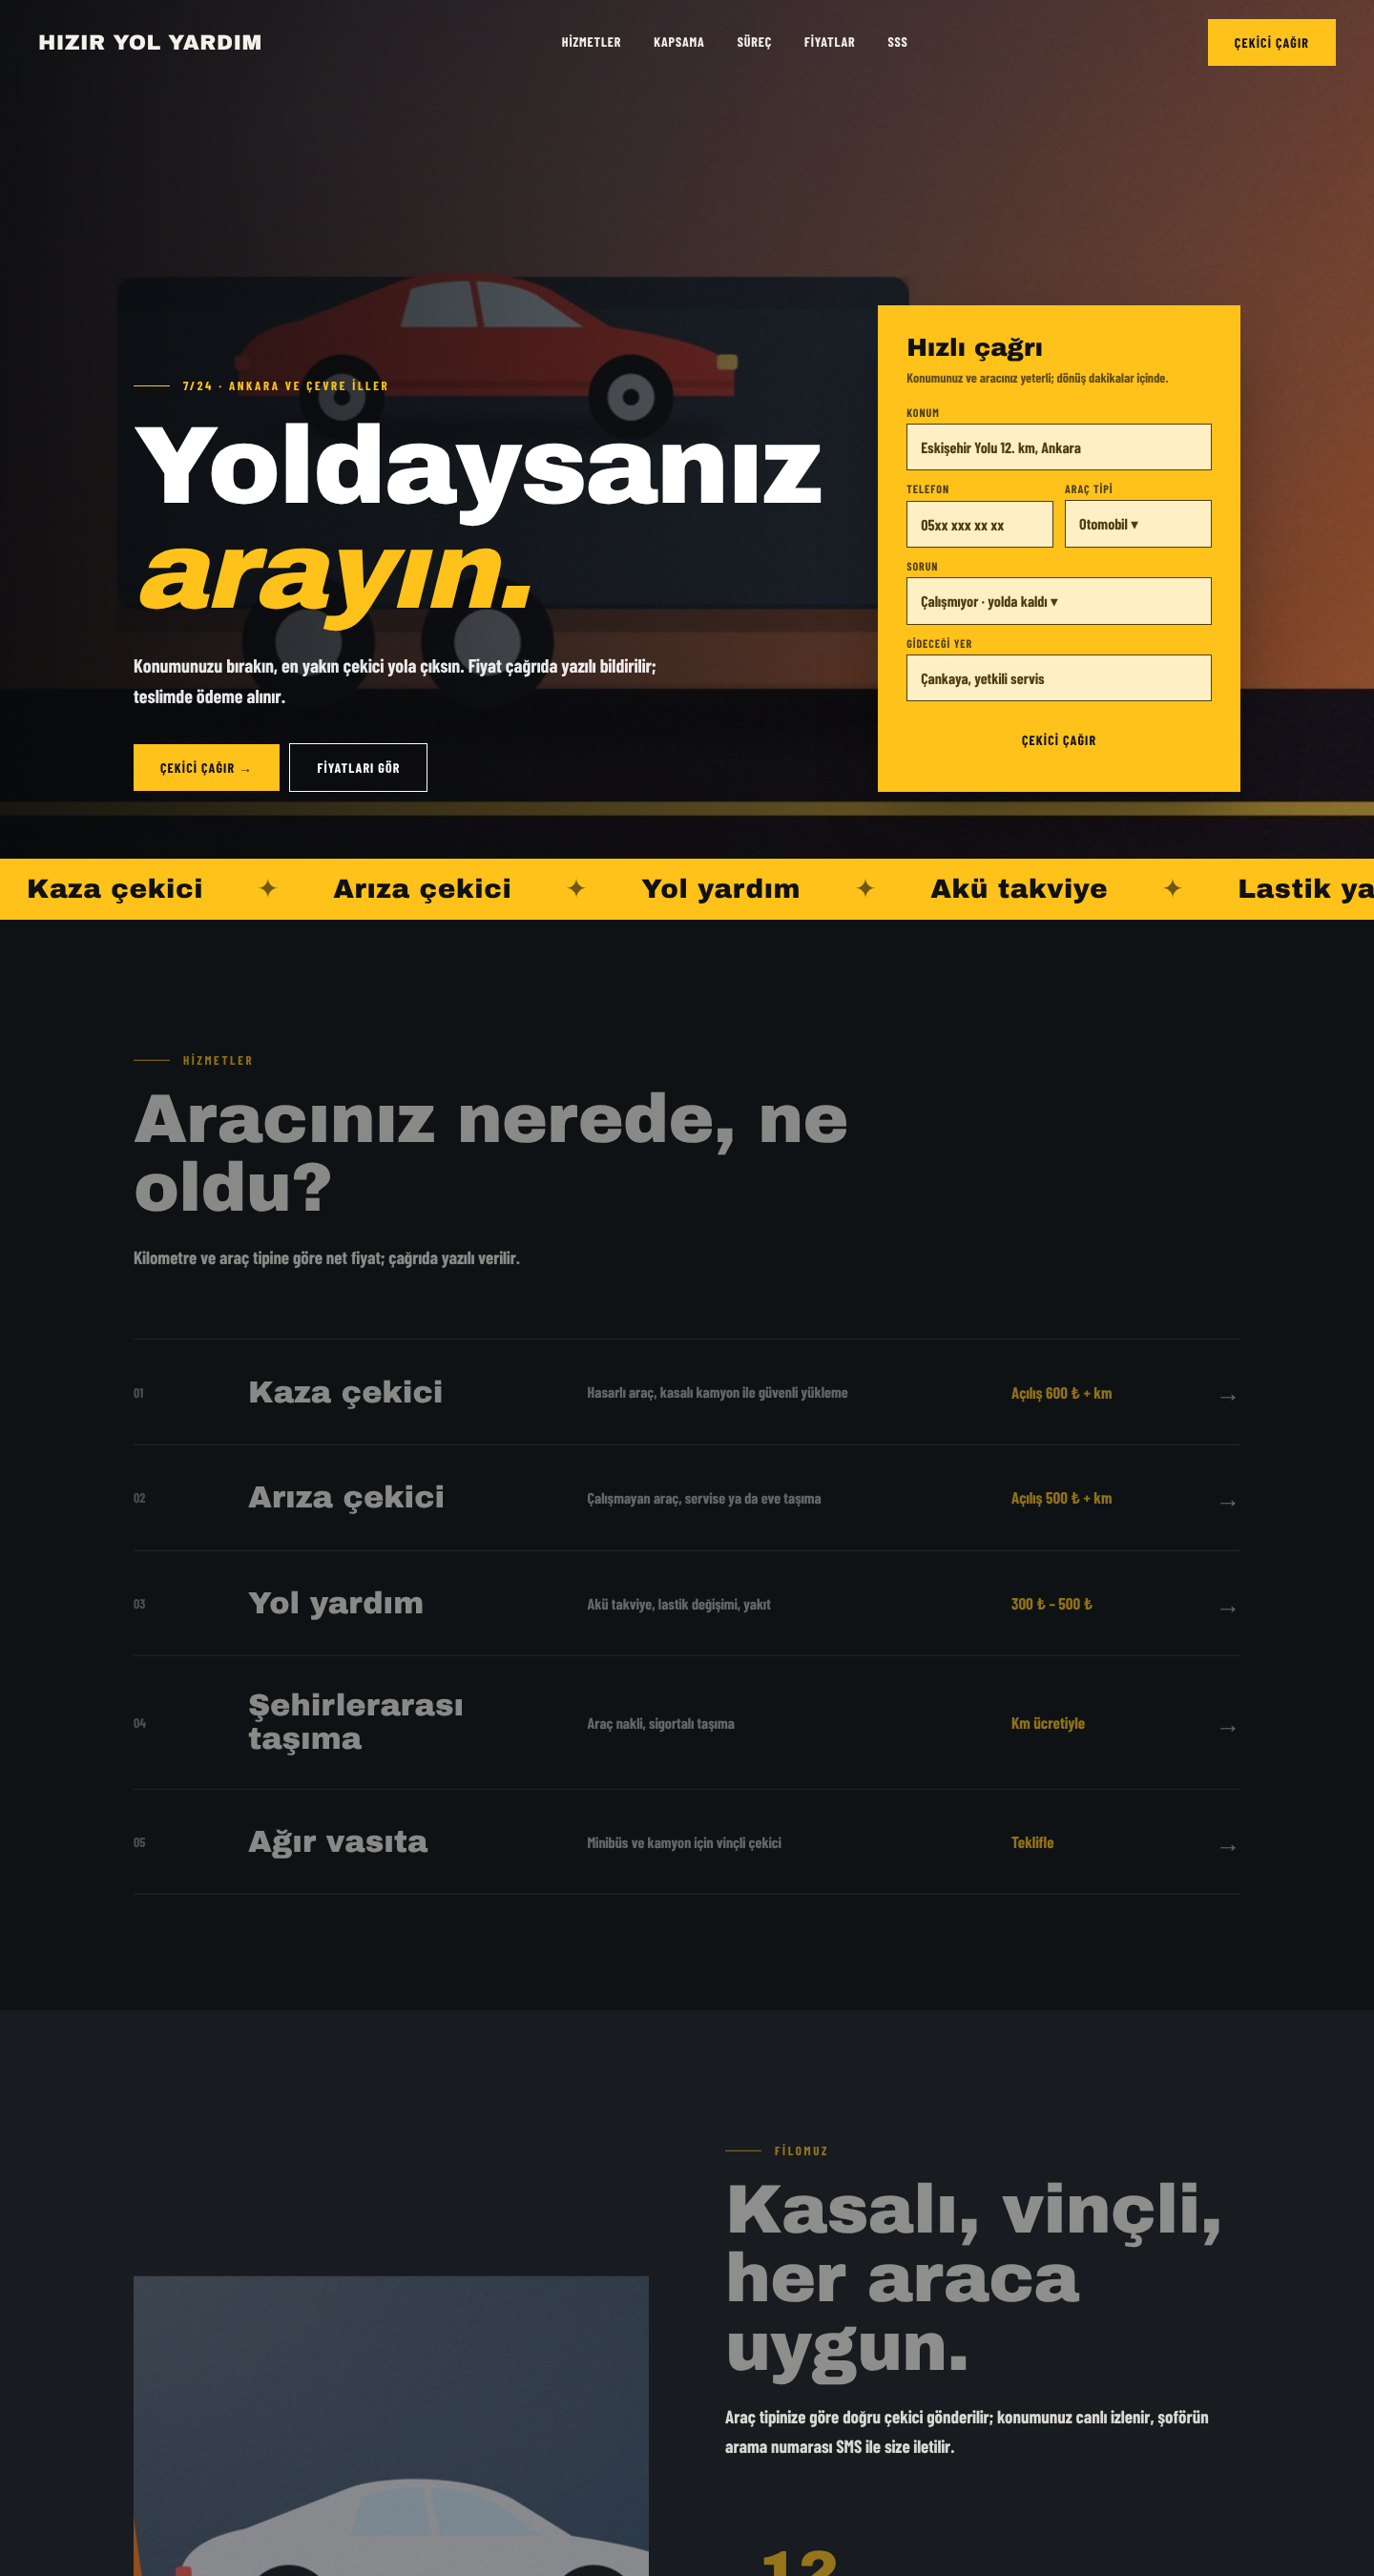 HIZIR YOL YARDIM
HİZMETLER
KAPSAMA
SÜREÇ
FİYATLAR
SSS
ÇEKİCİ ÇAĞIR
7/24 · ANKARA VE ÇEVRE İLLER
Yoldaysanız
arayın.
Konumunuzu bırakın, en yakın çekici yola çıksın. Fiyat çağrıda yazılı bildirilir;
teslimde ödeme alınır.
ÇEKİCİ ÇAĞIR →
FİYATLARI GÖR
Hızlı çağrı
Konumunuz ve aracınız yeterli; dönüş dakikalar içinde.
KONUM
Eskişehir Yolu 12. km, Ankara
TELEFON
ARAÇ TİPİ
05xx xxx xx xx
Otomobil ▾
SORUN
Çalışmıyor · yolda kaldı ▾
GİDECEĞİ YER
Çankaya, yetkili servis
ÇEKİCİ ÇAĞIR
Kaza çekici ✦ Arıza çekici ✦ Yol yardım ✦ Akü takviye ✦ Lastik ya
HİZMETLER
Aracınız nerede, ne
oldu?
Kilometre ve araç tipine göre net fiyat; çağrıda yazılı verilir.
01 Kaza çekici Hasarlı araç, kasalı kamyon ile güvenli yükleme Açılış 600 ₺ + km →
02 Arıza çekici Çalışmayan araç, servise ya da eve taşıma Açılış 500 ₺ + km →
03 Yol yardım Akü takviye, lastik değişimi, yakıt 300 ₺ – 500 ₺ →
04 Şehirlerarası
taşıma Araç nakli, sigortalı taşıma Km ücretiyle →
05 Ağır vasıta Minibüs ve kamyon için vinçli çekici Teklifle →
FİLOMUZ
Kasalı, vinçli,
her araca
uygun.
Araç tipinize göre doğru çekici gönderilir; konumunuz canlı izlenir, şoförün
arama numarası SMS ile size iletilir.
12